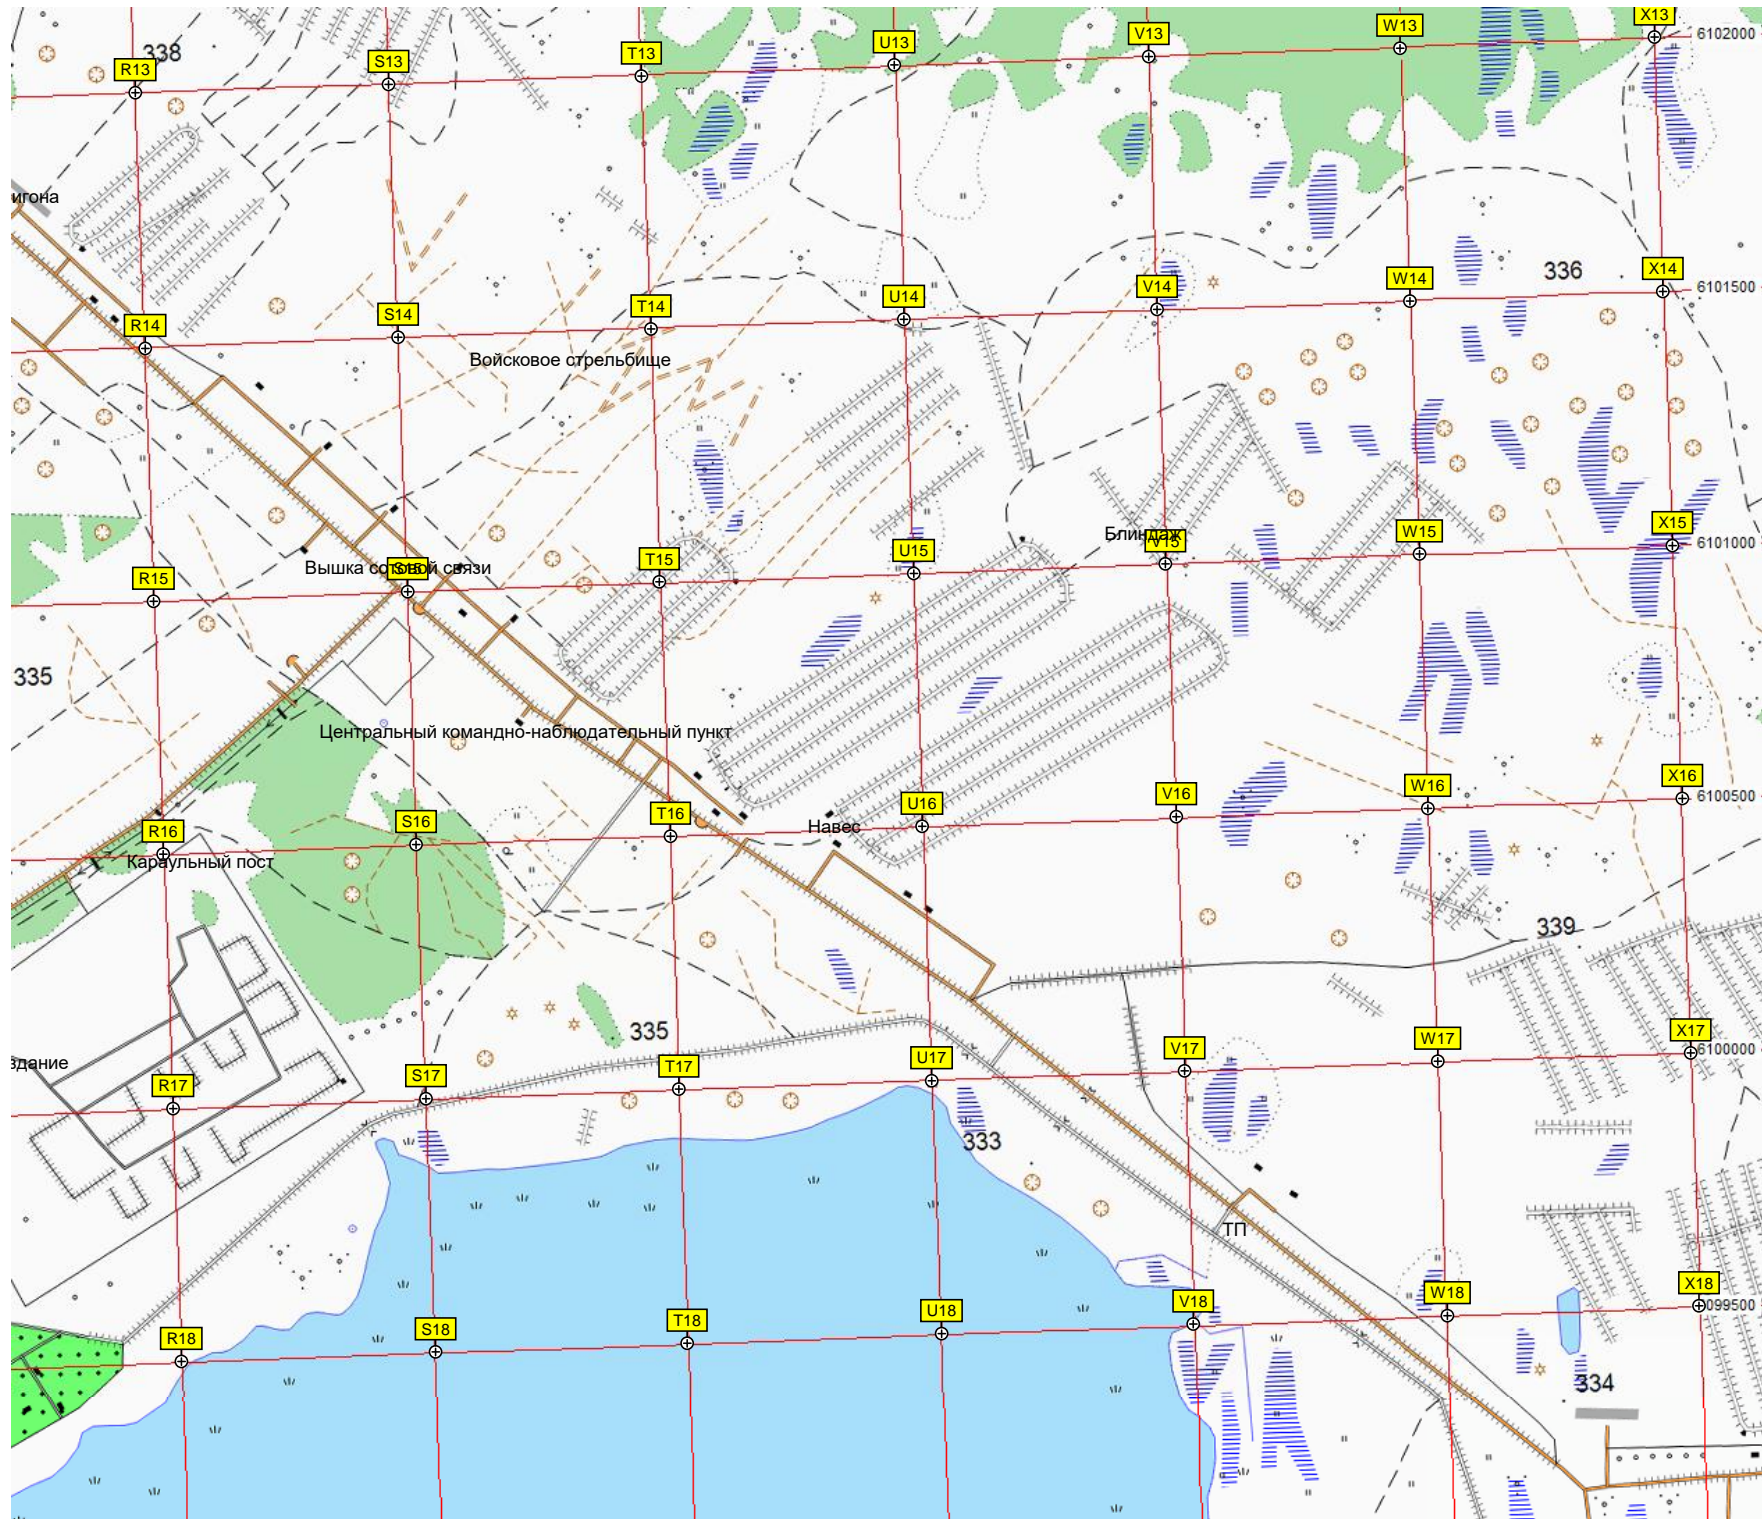 X13
6102000
W13
V13
U13
338
T13
S13
R13
игона
336
X14
6101500
W14
V14
U14
T14
S14
R14
Войсковое стрельбище
X15
6101000
W15
Блиндаж
V15
U15
T15
Вышка сотовой связи
S15
R15
335
Центральный командно-наблюдательный пункт
X16
6100500
W16
V16
U16
T16
Навес
S16
R16
Караульный пост
339
335
X17
6100000
W17
V17
U17
T17
здание
S17
R17
333
ТП
X18
099500
W18
V18
U18
T18
S18
R18
334